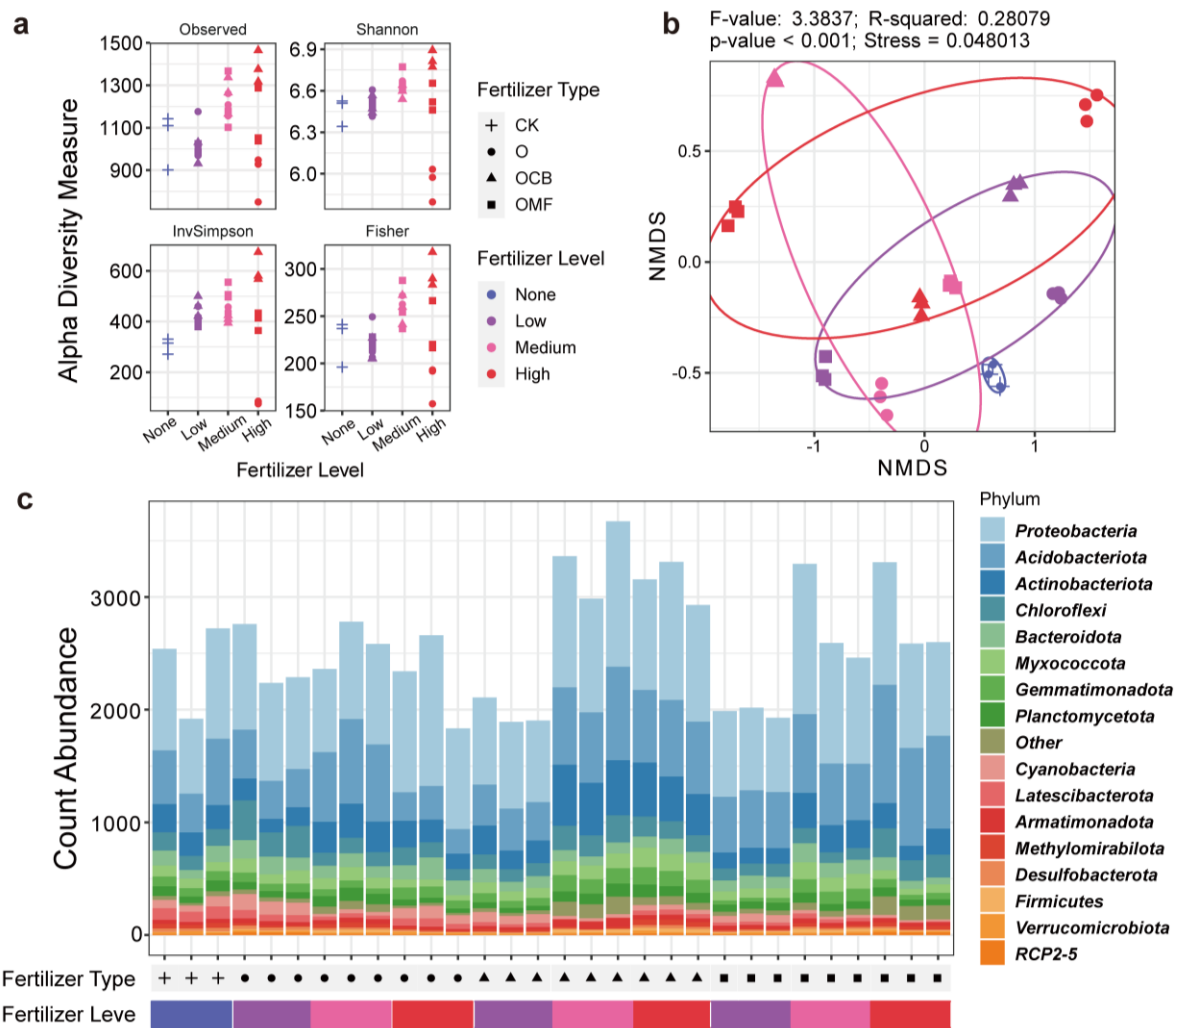 a
Observed
Shannon
1500
1300
1100
900
6.9
6.6
6.3
6.0
InvSimpson
Fisher
600
400
200
300
250
200
150
Alpha Diversity Measure
None
Low
Medium
High
None
Low
Medium
High
Fertilizer Level
Fertilizer Type
CK
O
OCB
OMF
Fertilizer Level
None
Low
Medium
High
b
F-value: 3.3837; R-squared: 0.28079
p-value < 0.001; Stress = 0.048013
NMDS
0.5
0.0
-0.5
-1
0
1
NMDS
c
Count Abundance
3000
2000
1000
0
Fertilizer Type
Fertilizer Leve
Phylum
Proteobacteria
Acidobacteriota
Actinobacteriota
Chloroflexi
Bacteroidota
Myxococcota
Gemmatimonadota
Planctomycetota
Other
Cyanobacteria
Latescibacterota
Armatimonadota
Methylomirabilota
Desulfobacterota
Firmicutes
Verrucomicrobiota
RCP2-5